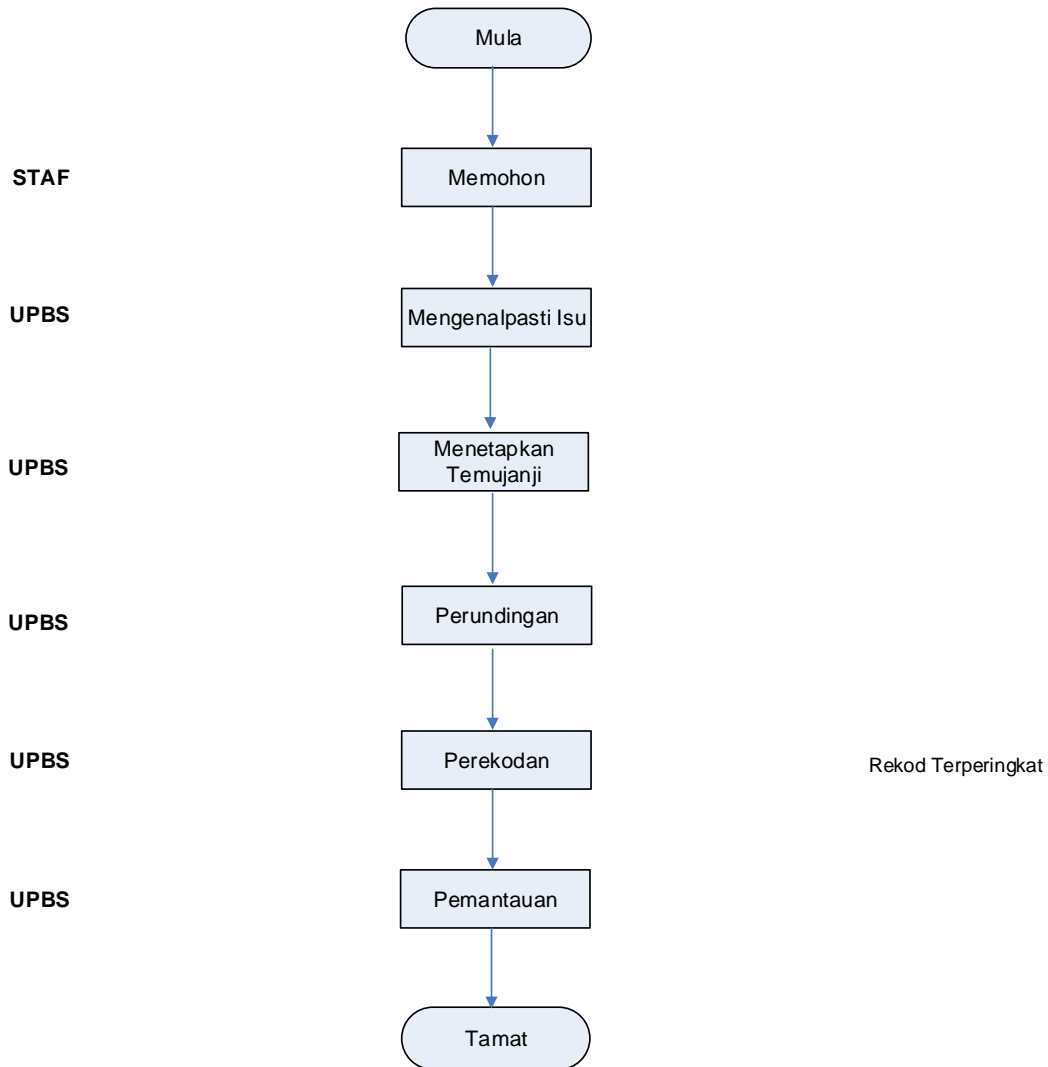 Mula
STAF
Memohon
UPBS
Mengenalpasti Isu
UPBS
Menetapkan
Temujanji
UPBS
Perundingan
UPBS
Perekodan
Rekod Terperingkat
UPBS
Pemantauan
Tamat